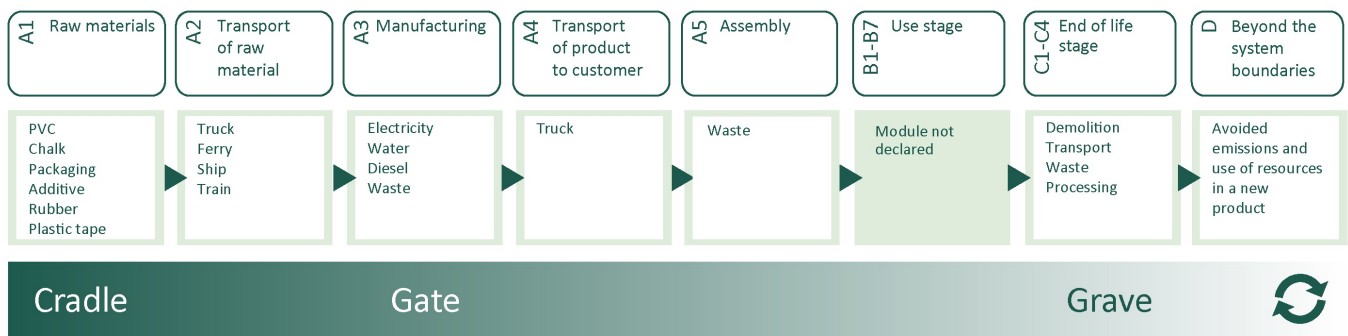 A1
Raw materials
A2
Transport
of raw
material
A3
Manufacturing
A4
Transport
of product
to customer
A5
Assembly
B1-B7
Use stage
C1-C4
End of life
stage
D
Beyond the
system
boundaries
PVC
Chalk
Packaging
Additive
Rubber
Plastic tape
Truck
Ferry
Ship
Train
Electricity
Water
Diesel
Waste
Truck
Waste
Module not
declared
Demolition
Transport
Waste
Processing
Avoided
emissions and
use of resources
in a new
product
Cradle
Gate
Grave